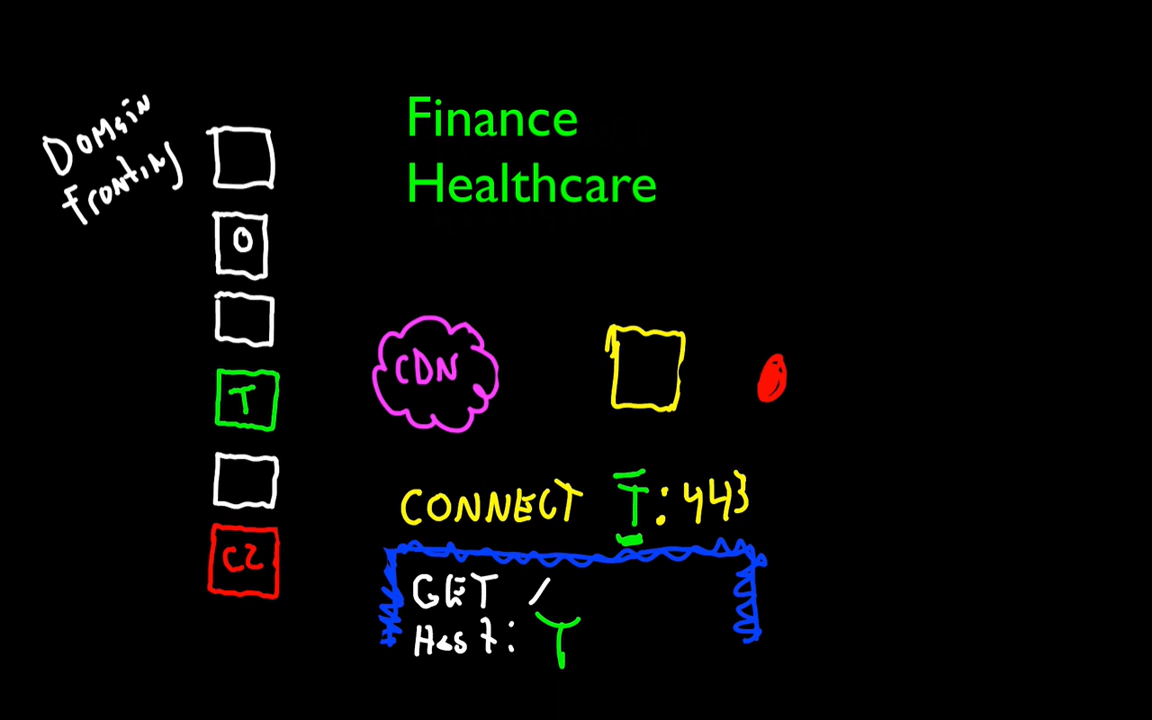 Domain
Fronting
Finance
Healthcare
O
CDN
T
CONNECT T:443
C2
GET /
Host: T